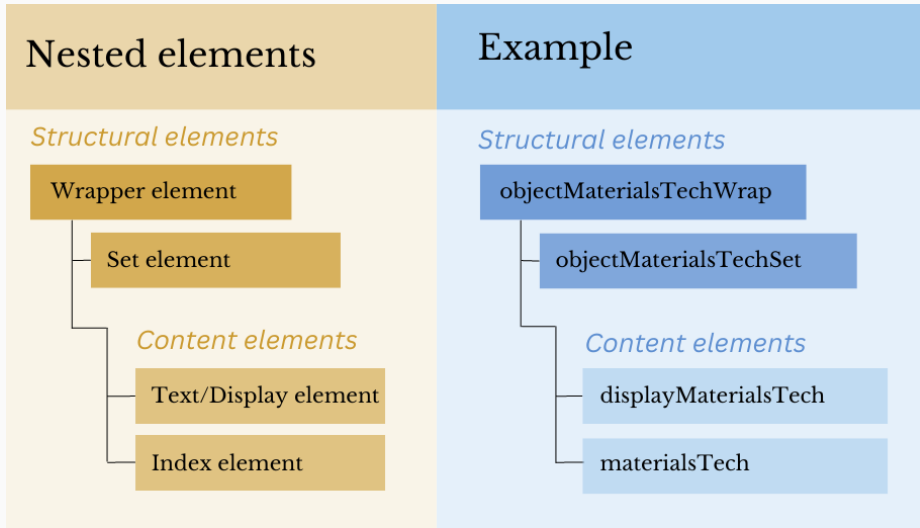 Nested elements
Structural elements
Wrapper element
Set element
Content elements
Text/Display element
Index element
Example
Structural elements
objectMaterialsTechWrap
objectMaterialsTechSet
Content elements
displayMaterialsTech
materialsTech